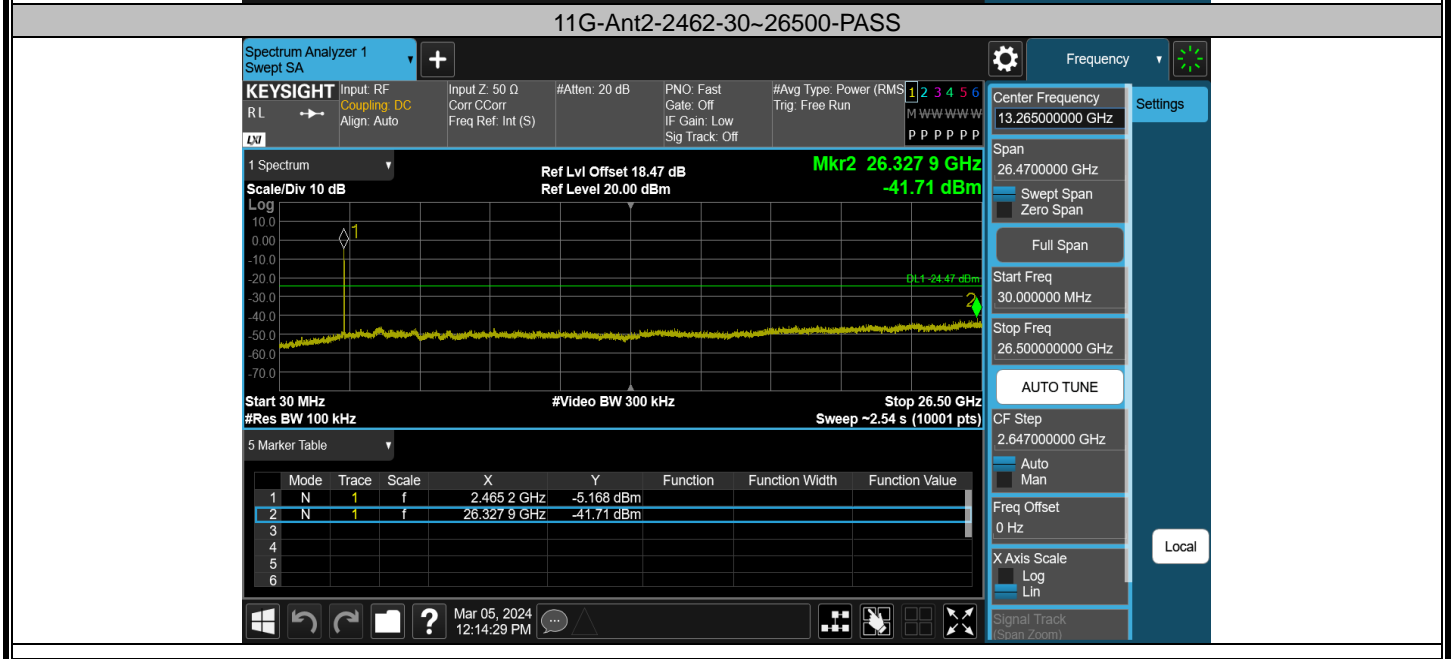 11G-Ant2-2462-30~26500-PASS
Spectrum Analyzer 1
Swept SA
Frequency
KEYSIGHT
RL
LXI
Input: RF
Coupling: DC
Align: Auto
Input Z: 50 Ω
Corr CCorr
Freq Ref: Int (S)
#Atten: 20 dB
PNO: Fast
Gate: Off
IF Gain: Low
Sig Track: Off
#Avg Type: Power (RMS
Trig: Free Run
1 2 3 4 5 6
M W W W W W
P P P P P P
Settings
Center Frequency
13.265000000 GHz
Span
26.4700000 GHz
Swept Span
Zero Span
Full Span
Start Freq
30.000000 MHz
Stop Freq
26.500000000 GHz
AUTO TUNE
CF Step
2.647000000 GHz
Auto
Man
Freq Offset
0 Hz
X Axis Scale
Log
Lin
Signal Track
(Span Zoom)
Local
1 Spectrum
Scale/Div 10 dB
Log
Ref Lvl Offset 18.47 dB
Ref Level 20.00 dBm
Mkr2 26.327 9 GHz
-41.71 dBm
10.0
0.00
-10.0
-20.0
-30.0
-40.0
-50.0
-60.0
-70.0
1
DL1 -24.47 dBm
2
Start 30 MHz
#Res BW 100 kHz
#Video BW 300 kHz
Stop 26.50 GHz
Sweep ~2.54 s (10001 pts)
5 Marker Table
Mode Trace Scale X Y Function Function Width Function Value
1 N 1 f 2.465 2 GHz -5.168 dBm
2 N 1 f 26.327 9 GHz -41.71 dBm
3
4
5
6
?
Mar 05, 2024
12:14:29 PM